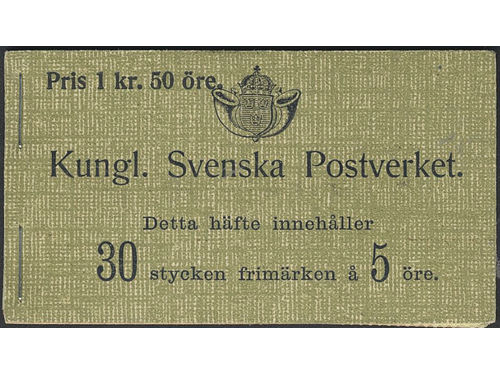 Pris 1 kr. 50 öre.
Kungl. Svenska Postverket.
Detta häfte innehåller
30 stycken frimärken å 5 öre.